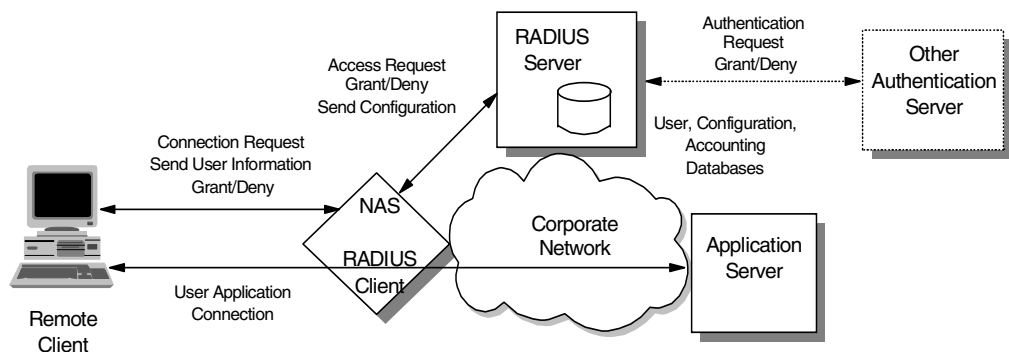 RADIUS
Server
Authentication
Request
Grant/Deny
Other
Authentication
Server
Access Request
Grant/Deny
Send Configuration
User, Configuration,
Accounting
Databases
Connection Request
Send User Information
Grant/Deny
NAS
RADIUS
Client
Corporate
Network
Application
Server
User Application
Connection
Remote
Client